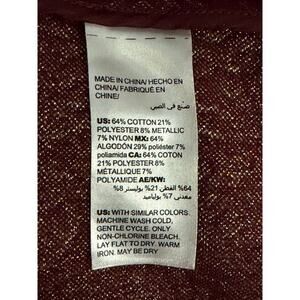 MADE IN CHINA/ HECHO EN
CHINA/ FABRIQUÉ EN
CHINE/
صنع في الصين
US: 64% COTTON 21%
POLYESTER 8% METALLIC
7% NYLON MX: 64%
ALGODÓN 29% poliéster 7%
poliamida CA: 64% COTON
21% POLYESTER 8%
MÉTALLIQUE 7%
POLYAMIDE AE/KW:
64% القطن 21% بوليستر 8%
معدني 7% بولياميد
US: WITH SIMILAR COLORS.
MACHINE WASH COLD,
GENTLE CYCLE. ONLY
NON-CHLORINE BLEACH.
LAY FLAT TO DRY. WARM
IRON. MAY BE DRY